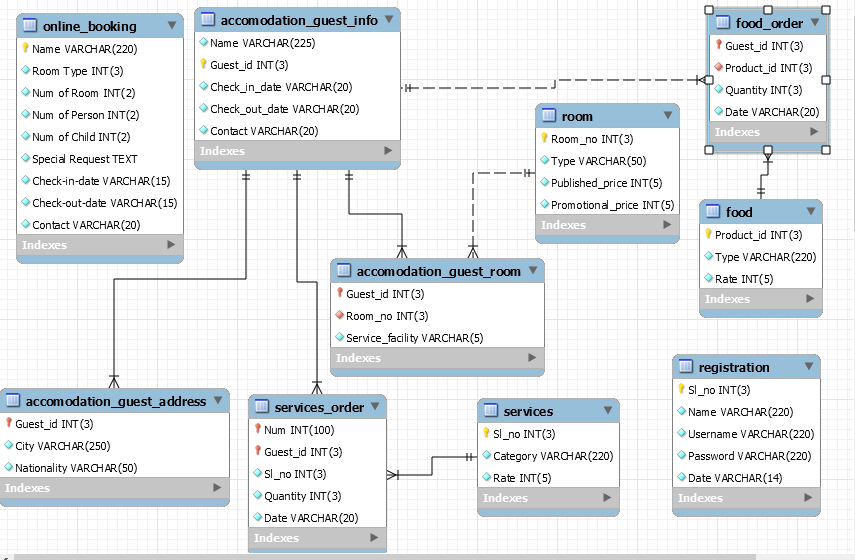 online_booking
Name VARCHAR(220)
Room Type INT(3)
Num of Room INT(2)
Num of Person INT(2)
Num of Child INT(2)
Special Request TEXT
Check-in-date VARCHAR(15)
Check-out-date VARCHAR(15)
Contact VARCHAR(20)
Indexes
accomodation_guest_info
Name VARCHAR(225)
Guest_id INT(3)
Check_in_date VARCHAR(20)
Check_out_date VARCHAR(20)
Contact VARCHAR(20)
Indexes
food_order
Guest_id INT(3)
Product_id INT(3)
Quantity INT(3)
Date VARCHAR(20)
Indexes
room
Room_no INT(3)
Type VARCHAR(50)
Published_price INT(5)
Promotional_price INT(5)
Indexes
food
Product_id INT(3)
Type VARCHAR(220)
Rate INT(5)
Indexes
accomodation_guest_room
Guest_id INT(3)
Room_no INT(3)
Service_facility VARCHAR(5)
Indexes
accomodation_guest_address
Guest_id INT(3)
City VARCHAR(250)
Nationality VARCHAR(50)
Indexes
services_order
Num INT(100)
Guest_id INT(3)
Sl_no INT(3)
Quantity INT(3)
Date VARCHAR(20)
Indexes
services
Sl_no INT(3)
Category VARCHAR(220)
Rate INT(5)
Indexes
registration
Sl_no INT(3)
Name VARCHAR(220)
Username VARCHAR(220)
Password VARCHAR(220)
Date VARCHAR(14)
Indexes